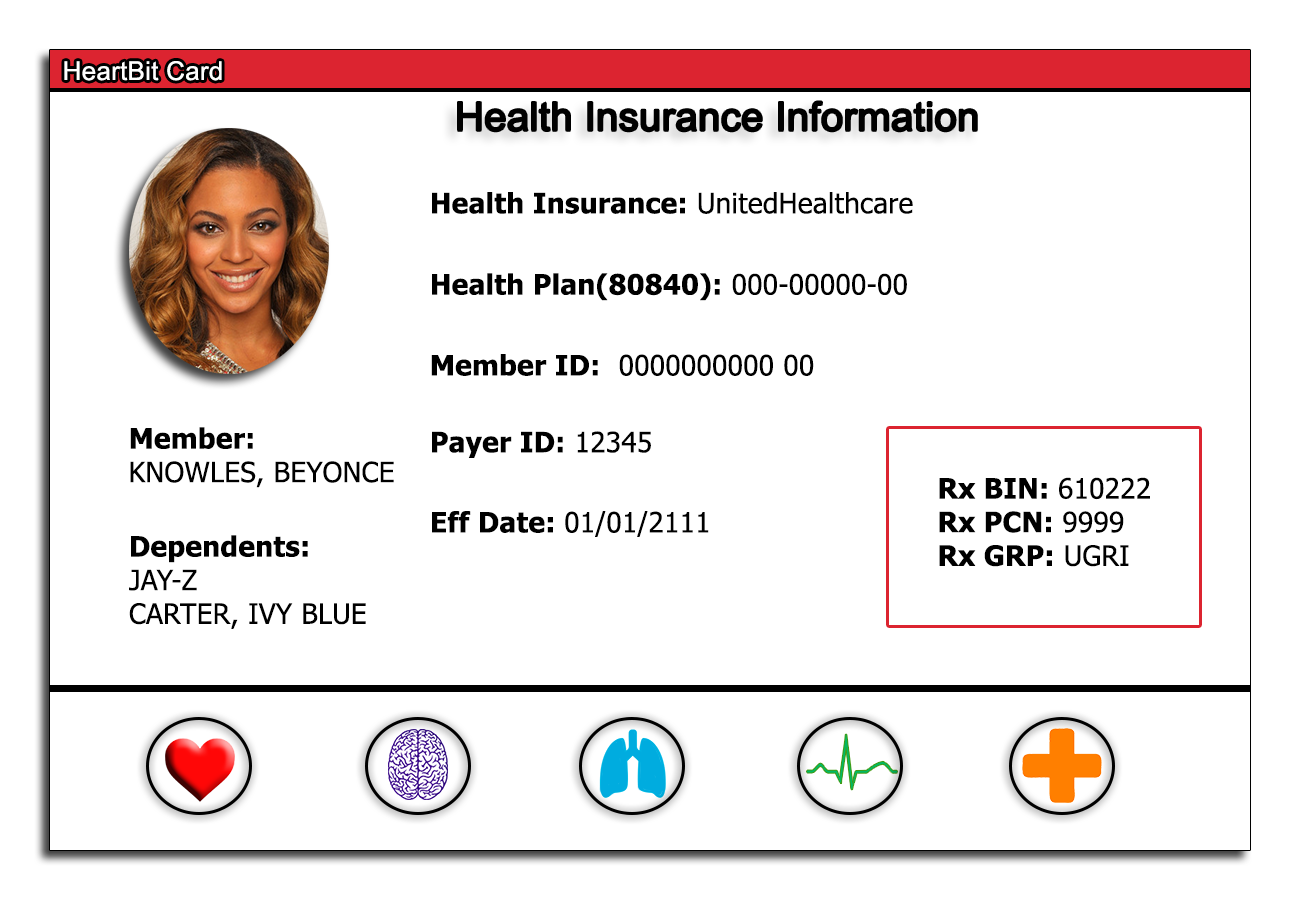 HeartBit Card
Health Insurance Information
Health Insurance: UnitedHealthcare
Health Plan(80840): 000-00000-00
Member ID: 0000000000 00
Member:
KNOWLES, BEYONCE
Payer ID: 12345
Eff Date: 01/01/2111
Dependents:
JAY-Z
CARTER, IVY BLUE
Rx BIN: 610222
Rx PCN: 9999
Rx GRP: UGRI